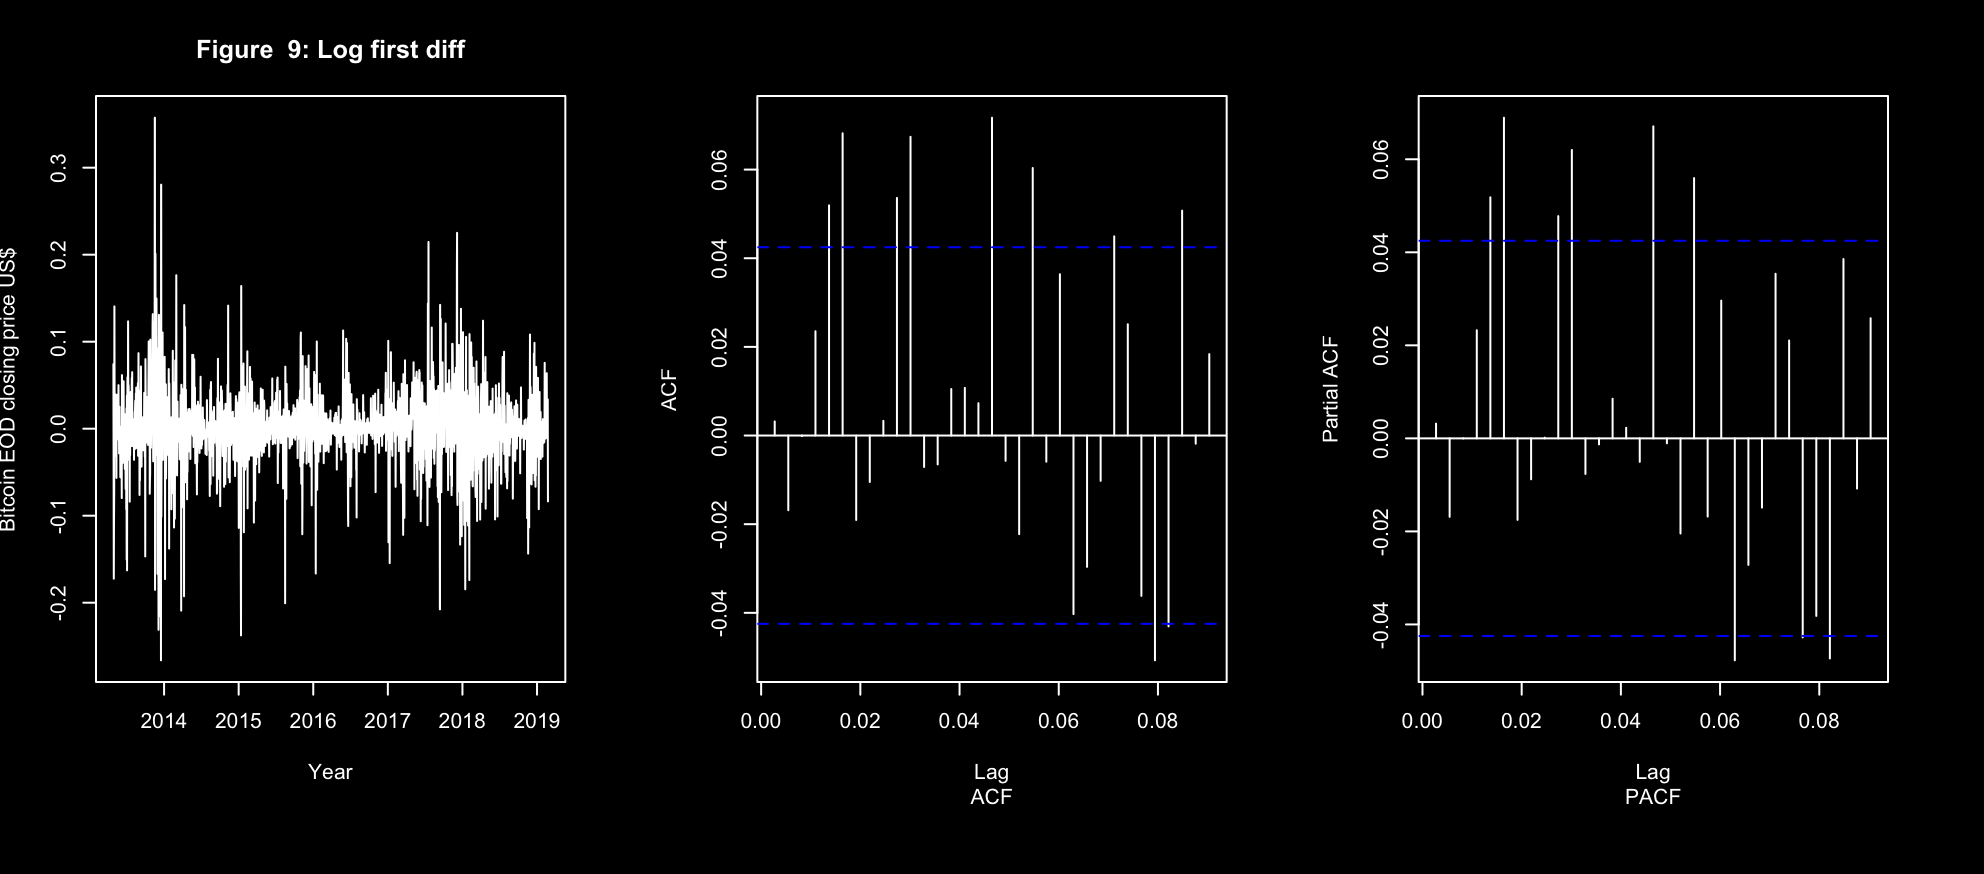 Figure  9: Log first diff
Bitcoin EOD closing price US$
0.3
0.2
0.1
0.0
-0.1
-0.2
2014 2015 2016 2017 2018 2019
Year
ACF
0.06
0.04
0.02
0.00
-0.02
-0.04
0.00 0.02 0.04 0.06 0.08
Lag
ACF
Partial ACF
0.06
0.04
0.02
0.00
-0.02
-0.04
0.00 0.02 0.04 0.06 0.08
Lag
PACF